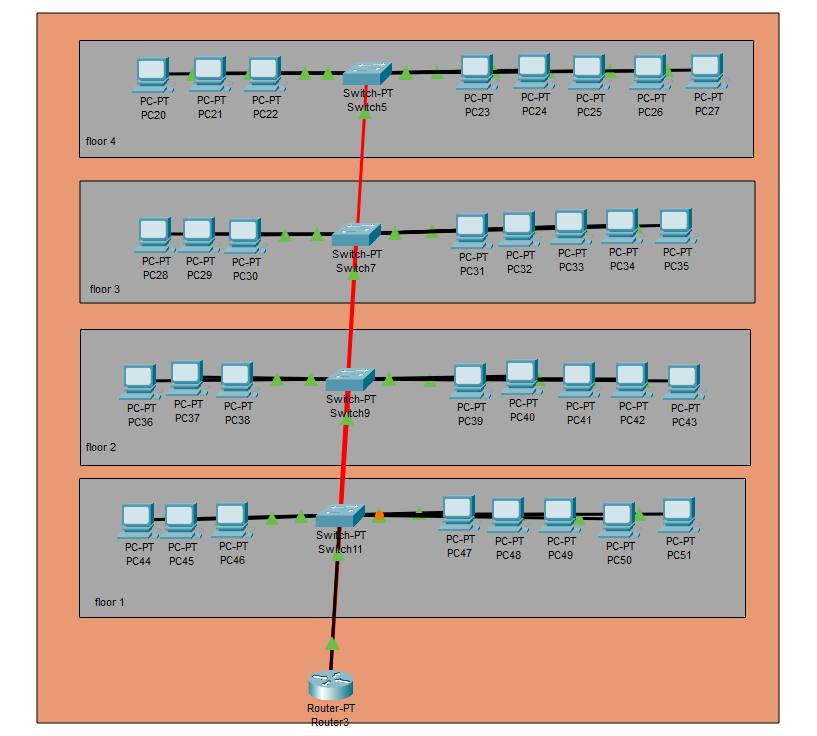 PC-PT PC-PT PC-PT Switch-PT PC-PT PC-PT PC-PT PC-PT PC-PT
PC20 PC21 PC22 Switch5 PC23 PC24 PC25 PC26 PC27
floor 4
PC-PT PC-PT PC-PT Switch-PT PC-PT PC-PT PC-PT PC-PT PC-PT
PC28 PC29 PC30 Switch7 PC31 PC32 PC33 PC34 PC35
floor 3
PC-PT PC-PT PC-PT Switch-PT PC-PT PC-PT PC-PT PC-PT PC-PT
PC36 PC37 PC38 Switch9 PC39 PC40 PC41 PC42 PC43
floor 2
PC-PT PC-PT PC-PT Switch-PT PC-PT PC-PT PC-PT PC-PT PC-PT
PC44 PC45 PC46 Switch11 PC47 PC48 PC49 PC50 PC51
floor 1
Router-PT
Router3